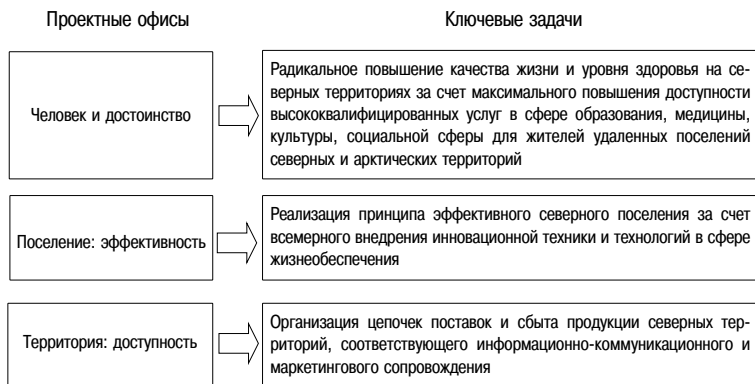 Проектные офисы
Ключевые задачи
Человек и достоинство
Радикальное повышение качества жизни и уровня здоровья на се-
верных территориях за счет максимального повышения доступности
высококвалифицированных услуг в сфере образования, медицины,
культуры, социальной сферы для жителей удаленных поселений
северных и арктических территорий
Поселение: эффективность
Реализация принципа эффективного северного поселения за счет
всемерного внедрения инновационной техники и технологий в сфере
жизнеобеспечения
Территория: доступность
Организация цепочек поставок и сбыта продукции северных тер-
риторий, соответствующего информационно-коммуникационного и
маркетингового сопровождения